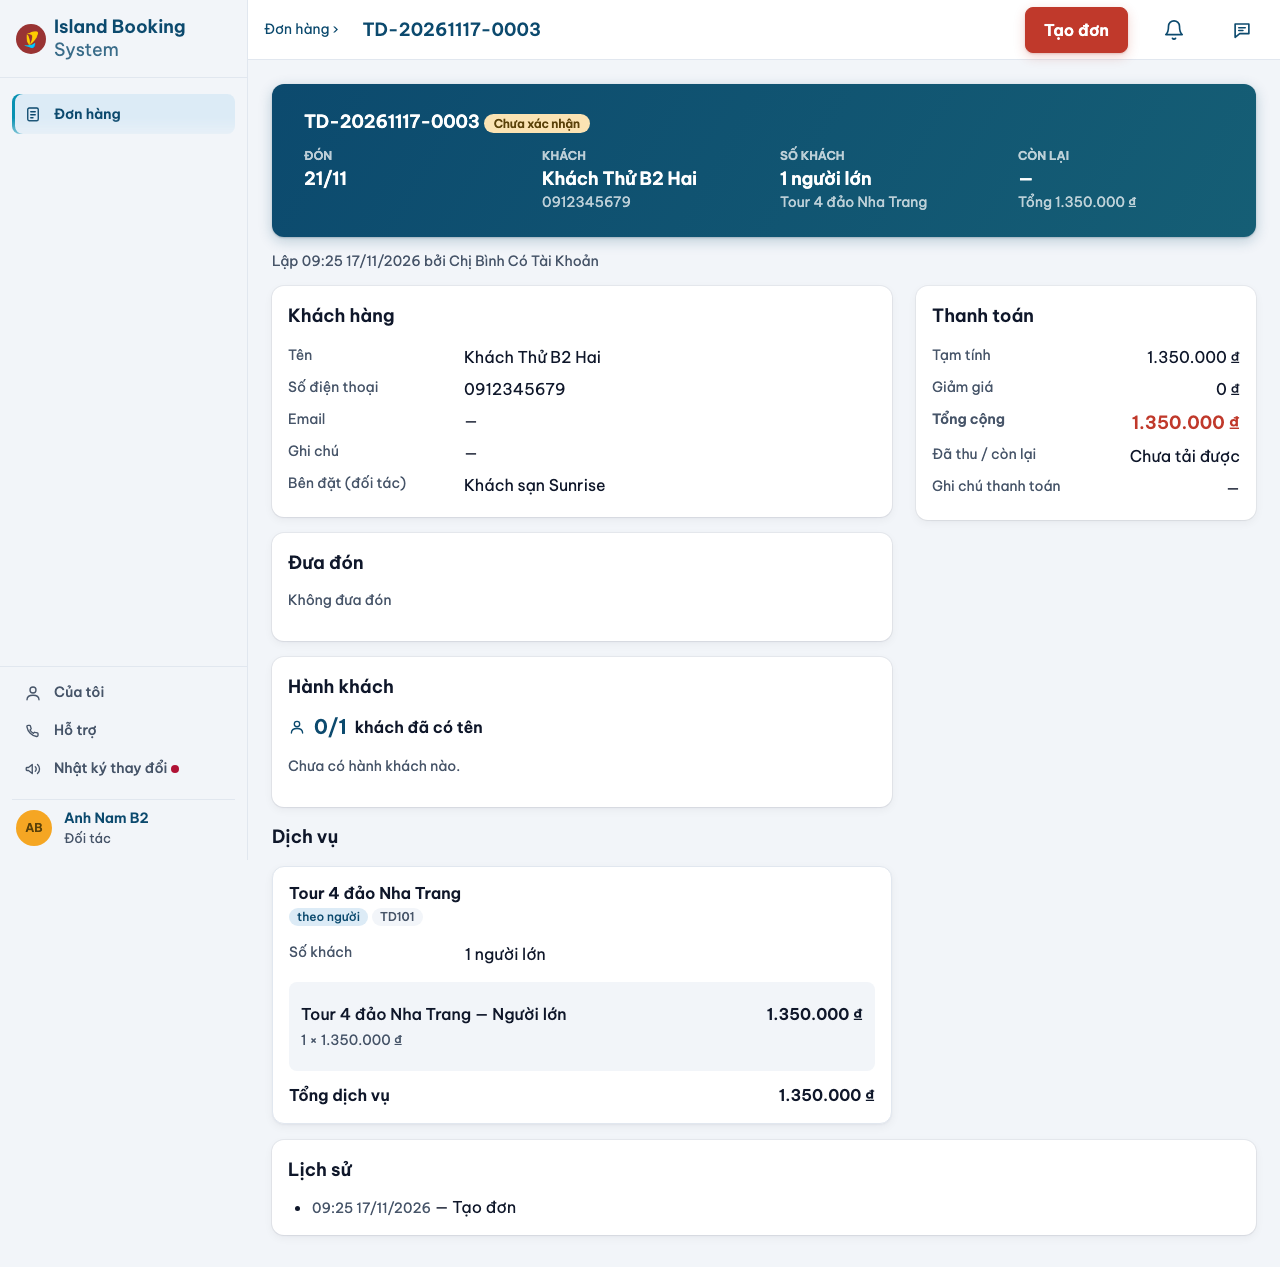 Island Booking
System
Đơn hàng ›
TD-20261117-0003
Tạo đơn
Đơn hàng
Của tôi
Hỗ trợ
Nhật ký thay đổi
AB
Anh Nam B2
Đối tác
TD-20261117-0003 Chưa xác nhận
ĐÓN
21/11
KHÁCH
Khách Thử B2 Hai
0912345679
SỐ KHÁCH
1 người lớn
Tour 4 đảo Nha Trang
CÒN LẠI
—
Tổng 1.350.000 ₫
Lập 09:25 17/11/2026 bởi Chị Bình Có Tài Khoản
Khách hàng
Tên Khách Thử B2 Hai
Số điện thoại 0912345679
Email —
Ghi chú —
Bên đặt (đối tác) Khách sạn Sunrise
Thanh toán
Tạm tính 1.350.000 ₫
Giảm giá 0 ₫
Tổng cộng 1.350.000 ₫
Đã thu / còn lại Chưa tải được
Ghi chú thanh toán —
Đưa đón
Không đưa đón
Hành khách
0/1 khách đã có tên
Chưa có hành khách nào.
Dịch vụ
Tour 4 đảo Nha Trang
theo người TD101
Số khách 1 người lớn
Tour 4 đảo Nha Trang — Người lớn 1.350.000 ₫
1 × 1.350.000 ₫
Tổng dịch vụ 1.350.000 ₫
Lịch sử
• 09:25 17/11/2026 — Tạo đơn